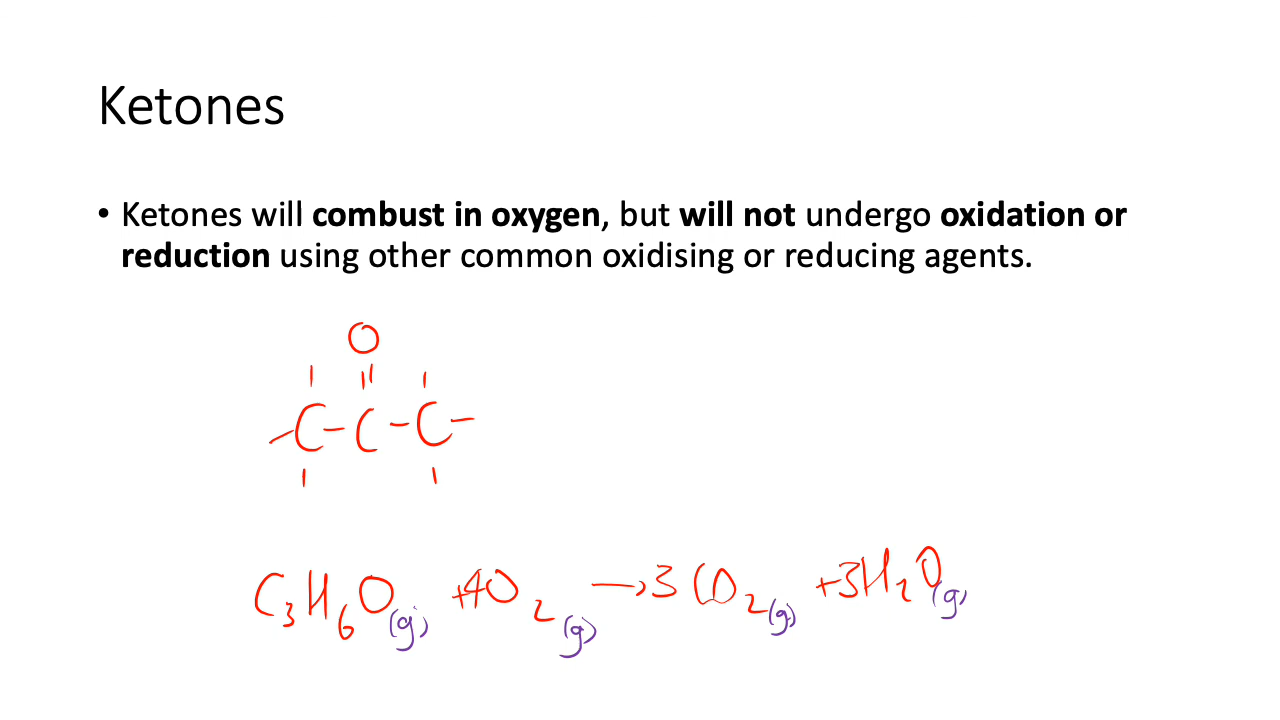 Ketones
• Ketones will combust in oxygen, but will not undergo oxidation or
reduction using other common oxidising or reducing agents.
O
C - C - C
C3H6O(g) + 4O2(g) → 3CO2(g) + 3H2O(g)